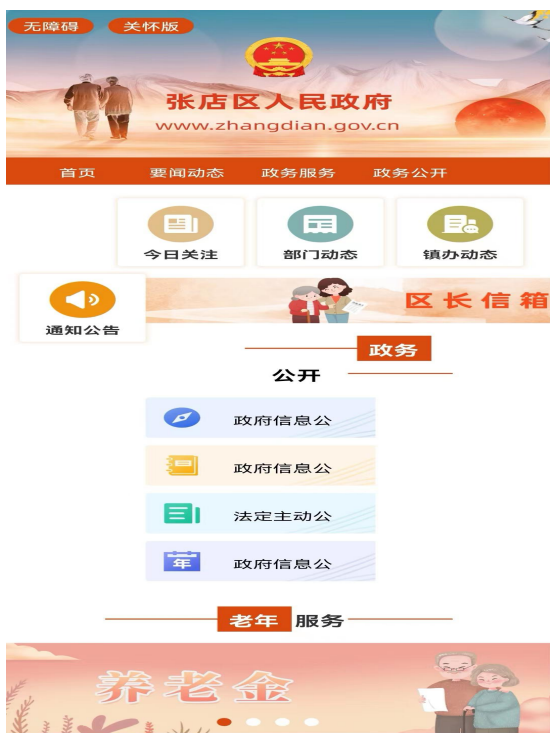 无障碍 关怀版
张店区人民政府
www.zhangdian.gov.cn
首页 要闻动态 政务服务 政务公开
今日关注 部门动态 镇办动态
通知公告 区长信箱
政务
公开
政府信息公
政府信息公
法定主动公
年 政府信息公
老年 服务
养老金